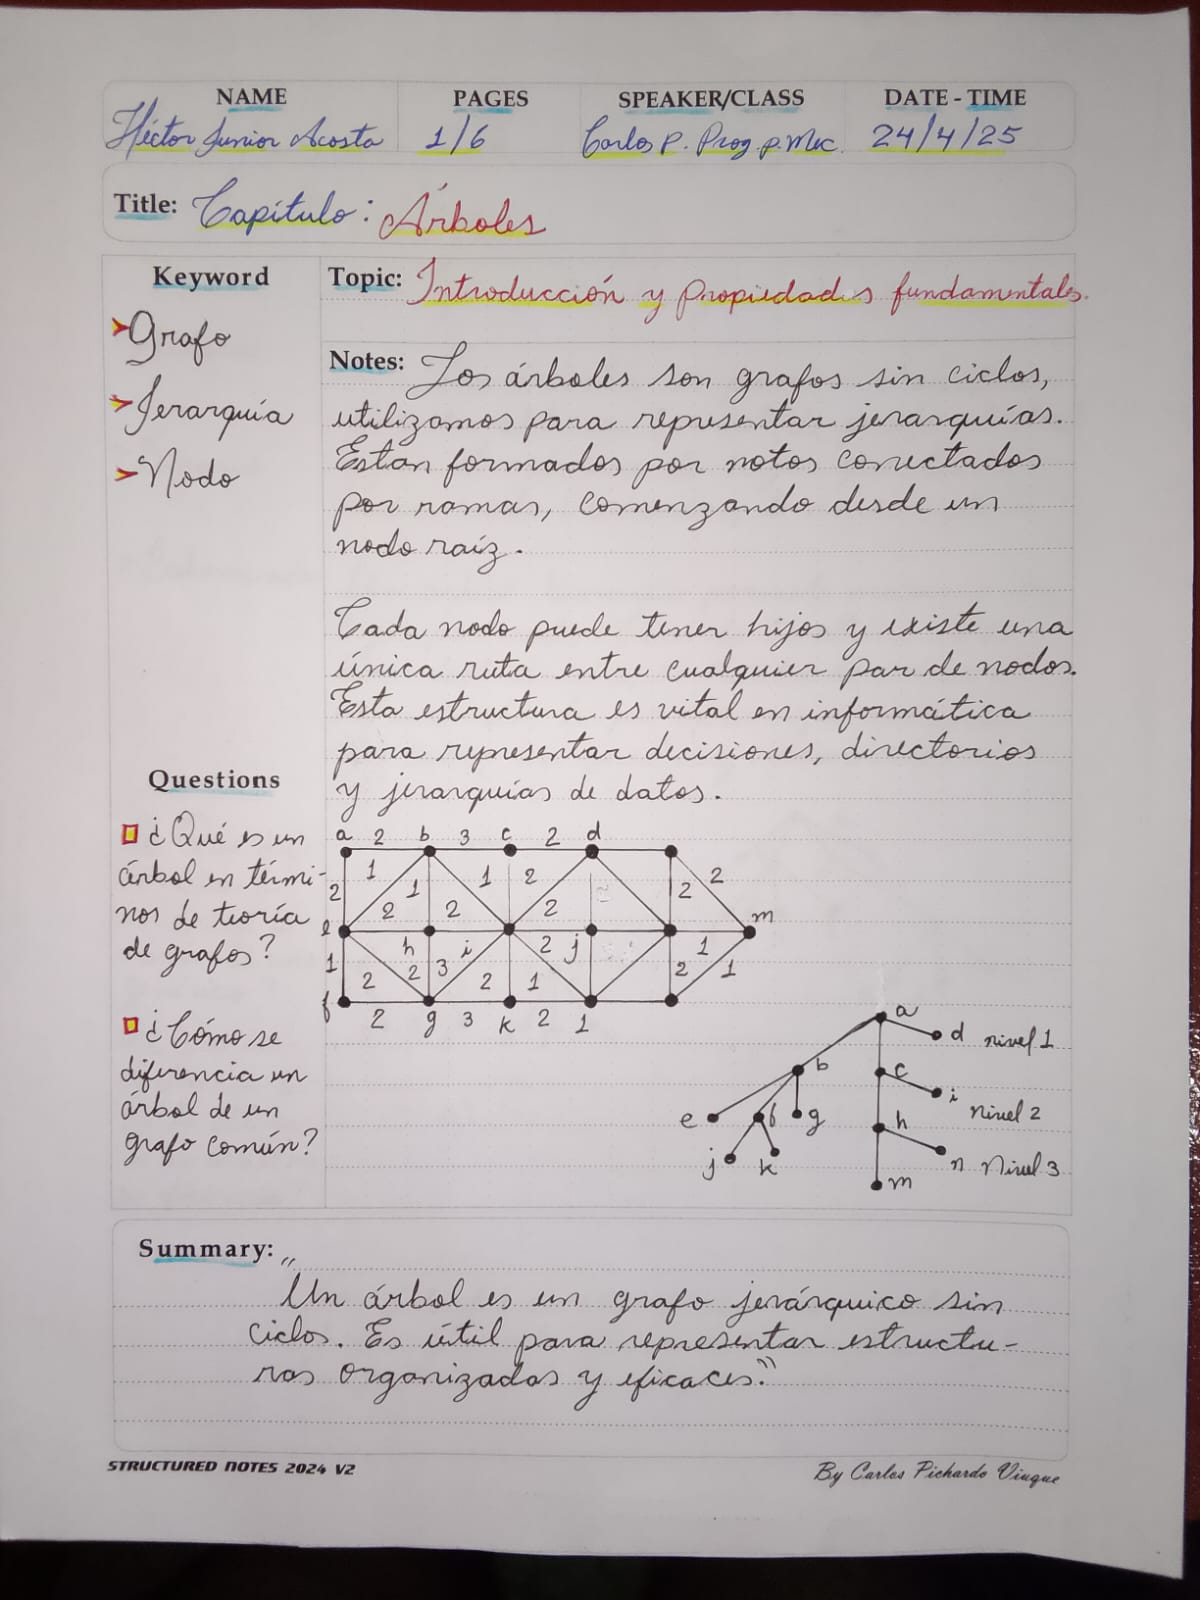 NAME PAGES SPEAKER/CLASS DATE - TIME
Héctor Junior Acosta 1/6 Carlos P. Prog. p. Mec. 24/4/25
Title: Capítulo: Árboles
Keyword
Grafo
Jerarquía
Nodo
Topic: Introducción y propiedades fundamentales.
Notes: Los árboles son grafos sin ciclos,
utilizamos para representar jerarquías.
Estan formados por notos conectados
por ramas, comenzando desde un
nodo raíz.
Cada nodo puede tener hijos y existe una
única ruta entre cualquier par de nodos.
Esta estructura es vital en informática
para representar decisiones, directorios
y jerarquías de datos.
Questions
¿Qué es un
árbol en térmi-
nos de teoría
de grafos?
¿Cómo se
diferencia un
árbol de un
grafo común?
a 2 b 3 c 2 d
2 1 1 1 2 2 2
2 2 2
e m
h i 2 j 1
1 2 2 3 2 1 2 1
f 2 g 3 k 2 1
a
d nivel 1
b c
i nivel 2
e f g h
j k n Nivel 3
m
Summary:
"Un árbol es un grafo jerárquico sin
ciclos. Es útil para representar estructu-
ras organizadas y eficaces."
STRUCTURED NOTES 2024 V2 By Carlos Pichardo Viuque